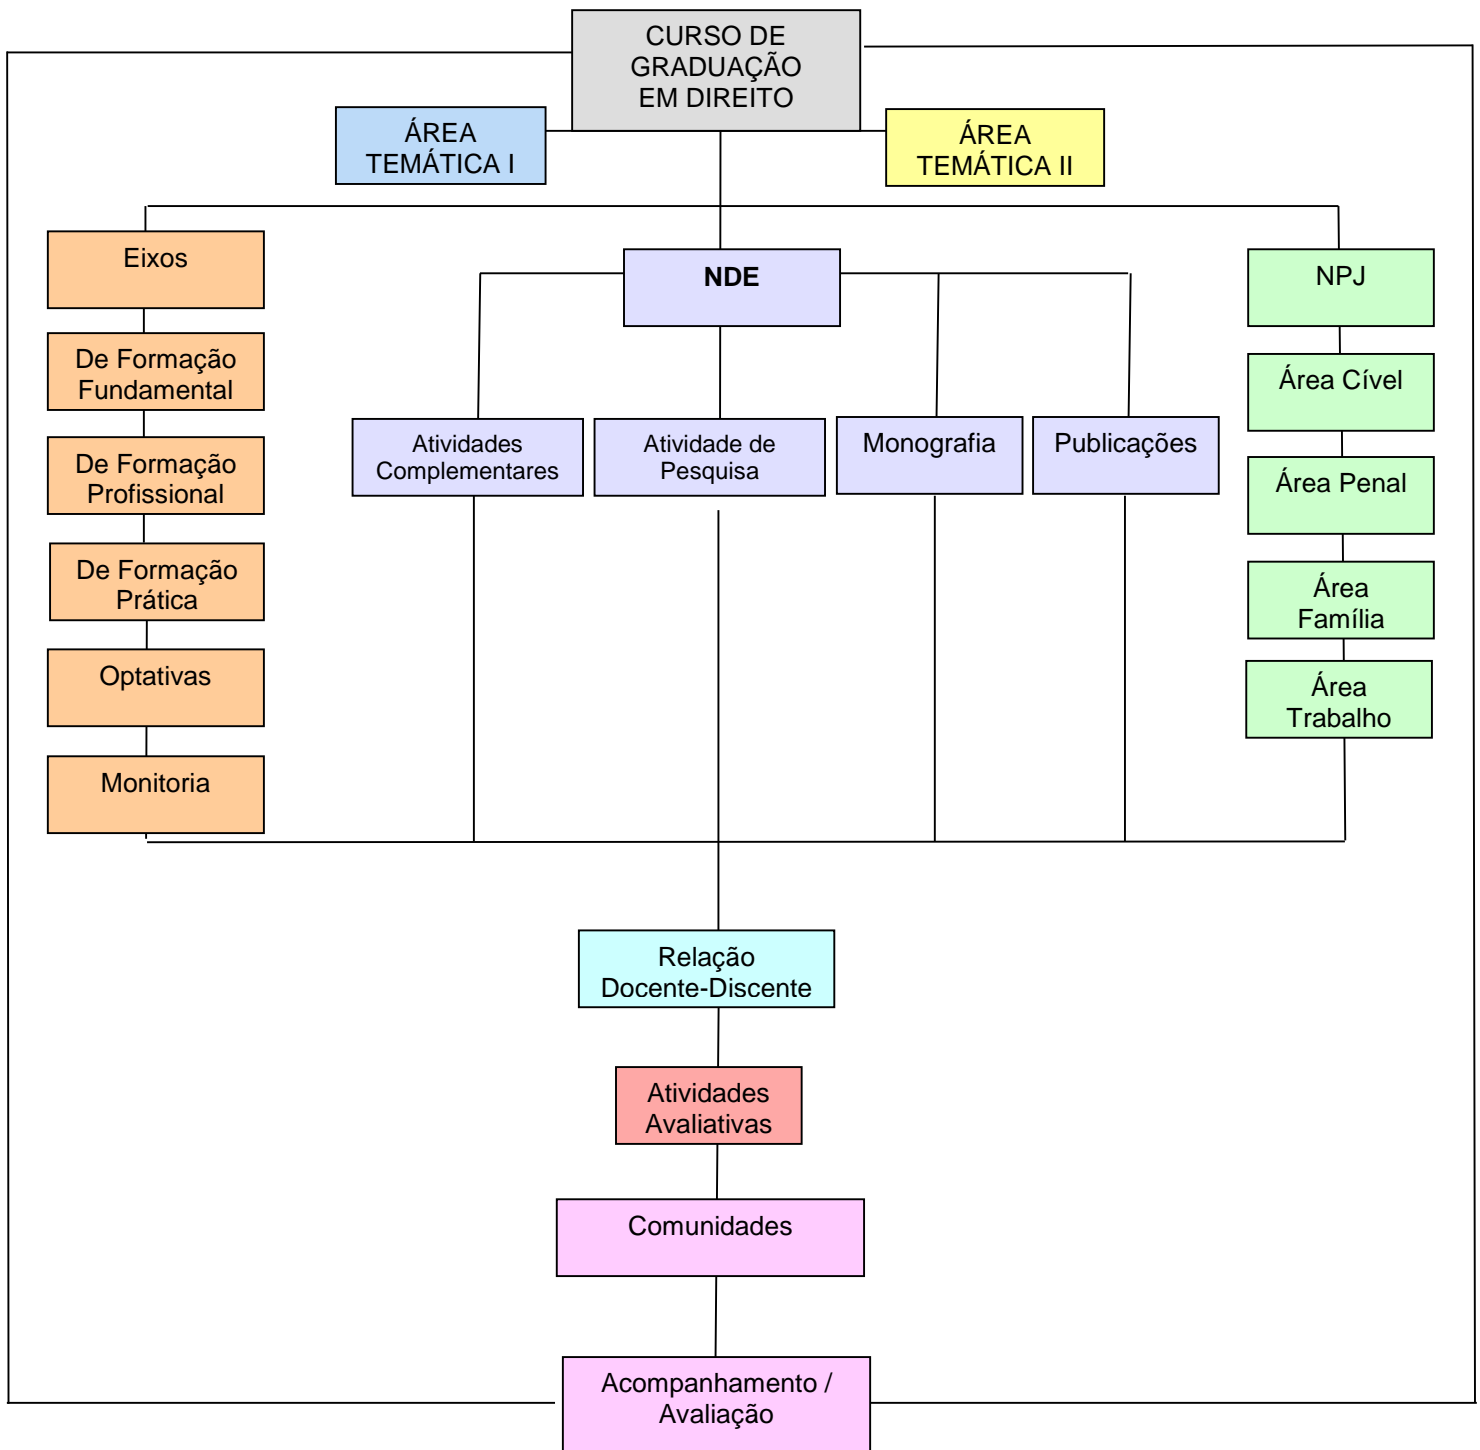 CURSO DE
GRADUAÇÃO
EM DIREITO
ÁREA
TEMÁTICA I
ÁREA
TEMÁTICA II
Eixos
De Formação
Fundamental
De Formação
Profissional
De Formação
Prática
Optativas
Monitoria
NDE
Atividades
Complementares
Atividade de
Pesquisa
Monografia
Publicações
NPJ
Área Cível
Área Penal
Área
Família
Área
Trabalho
Relação
Docente-Discente
Atividades
Avaliativas
Comunidades
Acompanhamento /
Avaliação